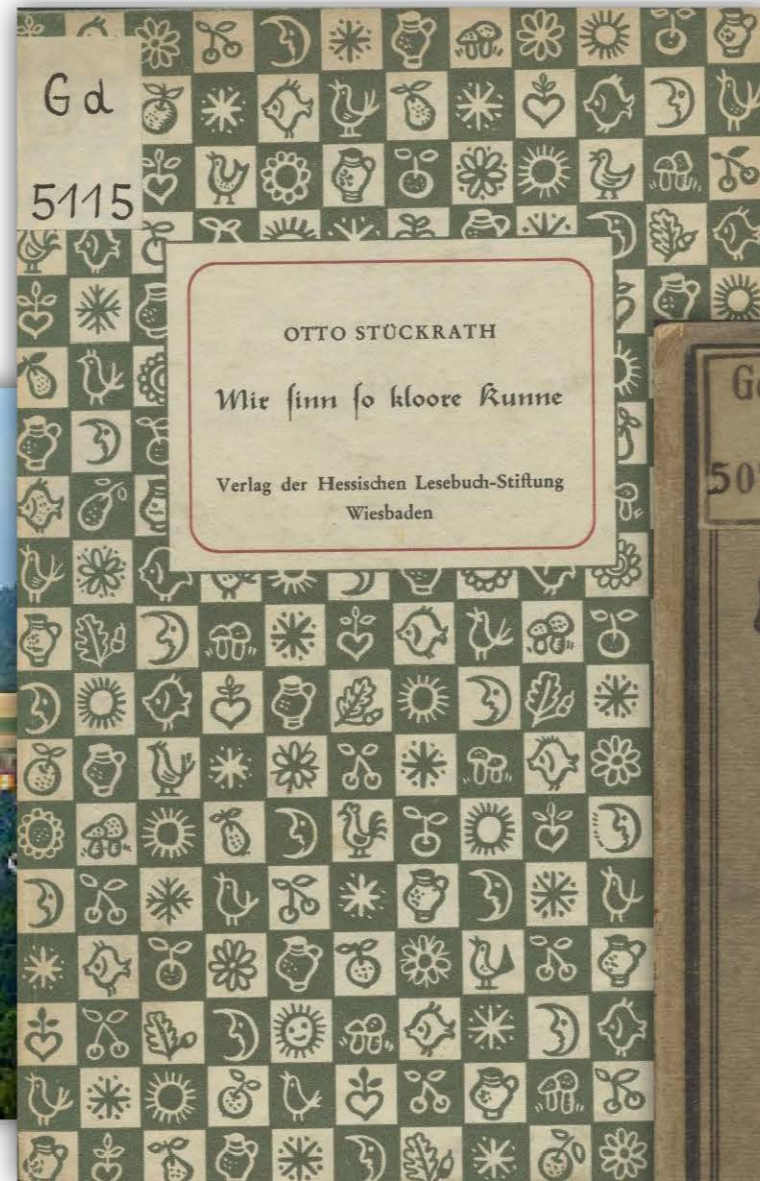 Gd
5115
OTTO STÜCKRATH
Mir sinn so kloore Kunne
Verlag der Hessischen Lesebuch-Stiftung
Wiesbaden